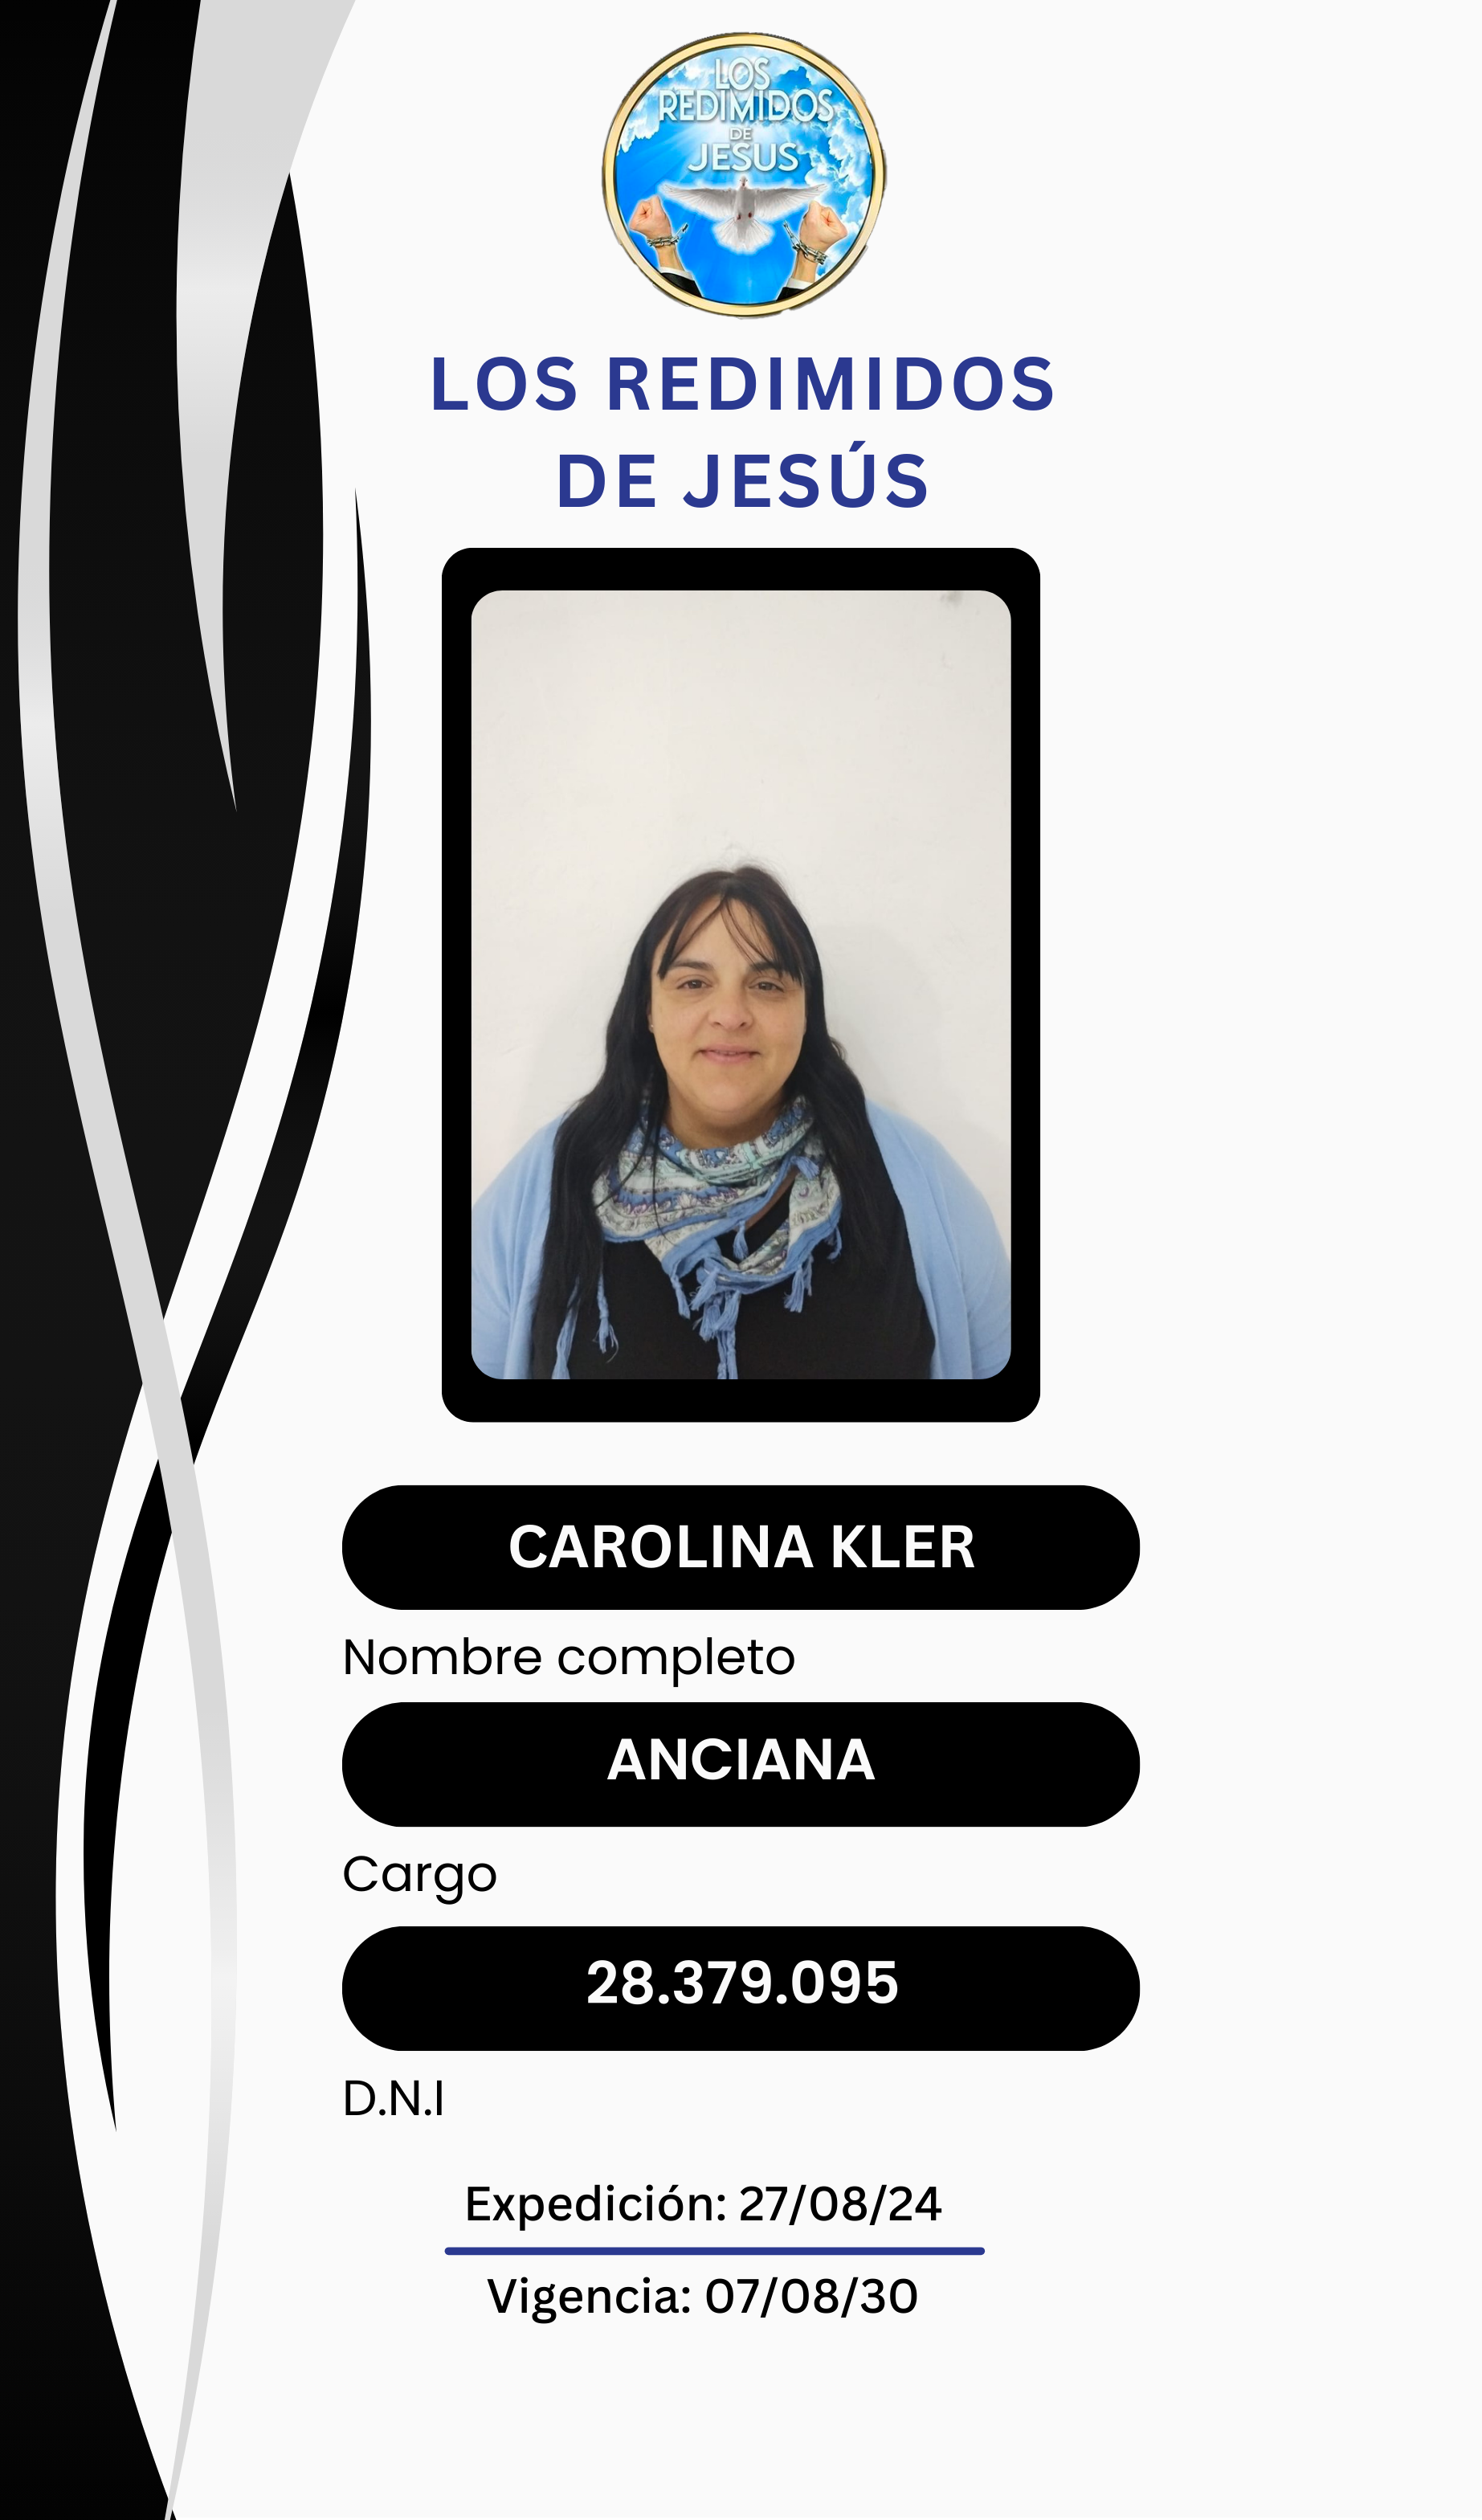 LOS
REDIMIDOS
DE
JESUS
LOS REDIMIDOS
DE JESÚS
CAROLINA KLER
Nombre completo
ANCIANA
Cargo
28.379.095
D.N.I
Expedición: 27/08/24
Vigencia: 07/08/30